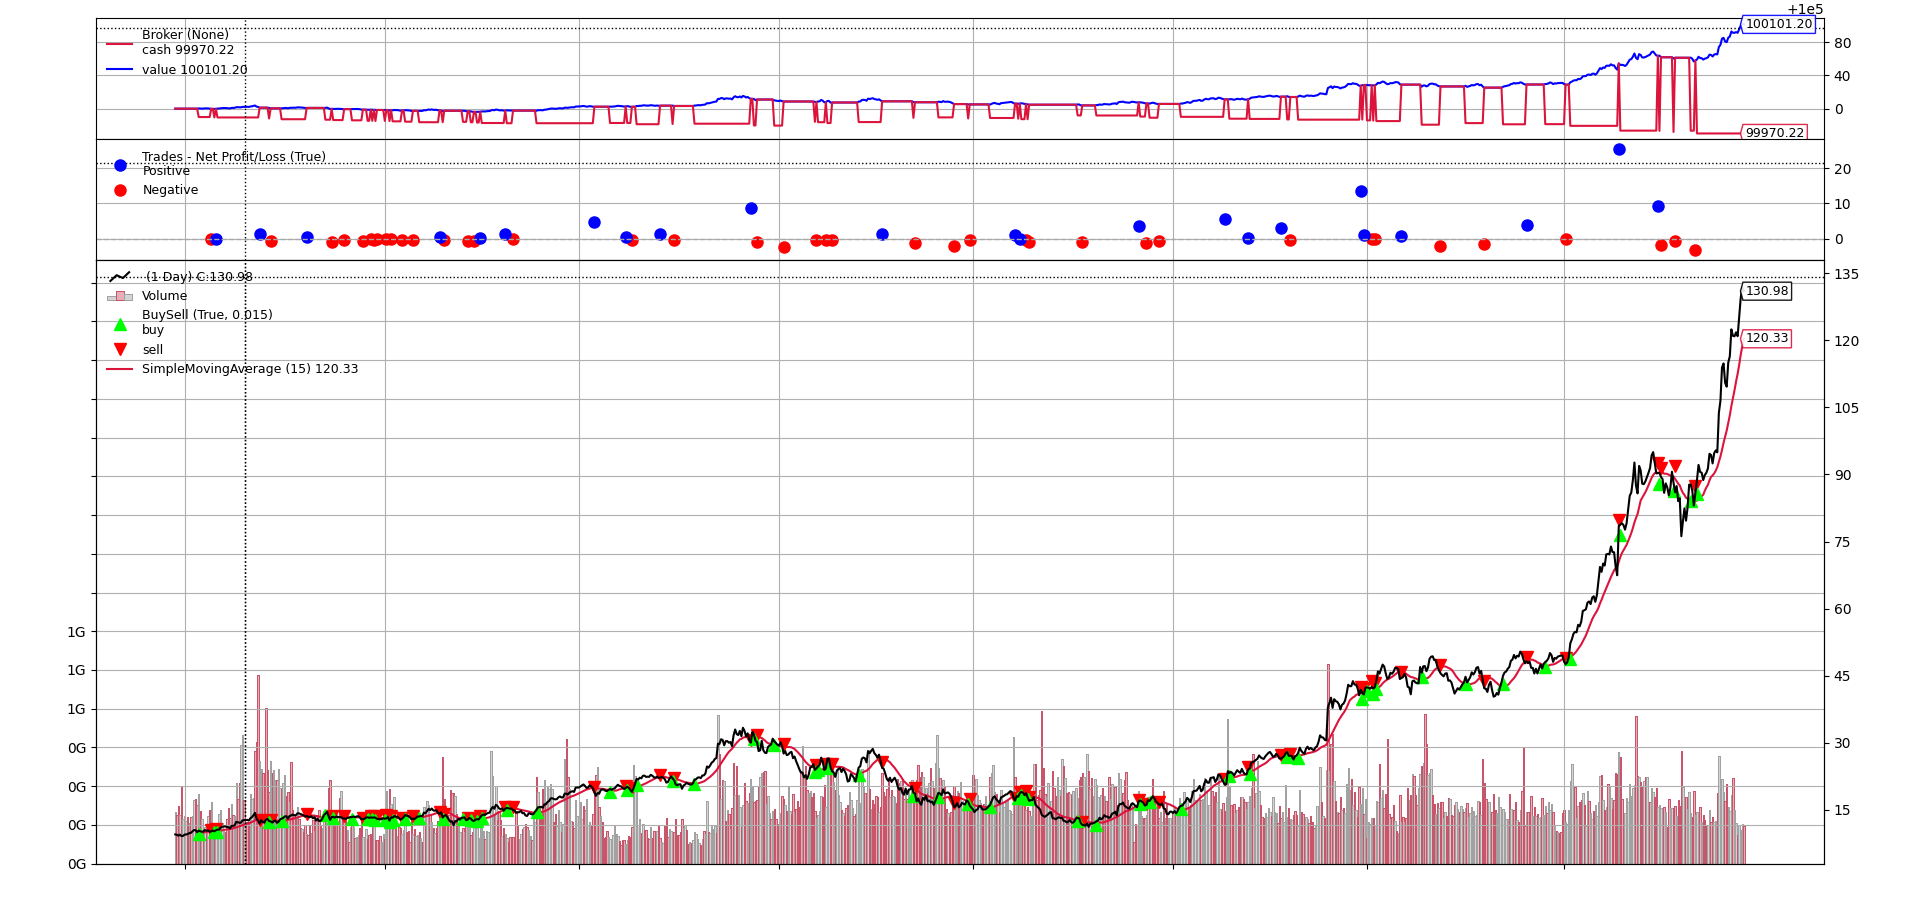 +1e5
Broker (None)
cash 99970.22
value 100101.20
100101.20
80
40
0
99970.22
Trades - Net Profit/Loss (True)
Positive
Negative
20
10
0
(1 Day) C:130.98
Volume
BuySell (True, 0.015)
buy
sell
SimpleMovingAverage (15) 120.33
135
130.98
120.33
120
105
90
75
60
45
30
15
1G
1G
1G
0G
0G
0G
0G